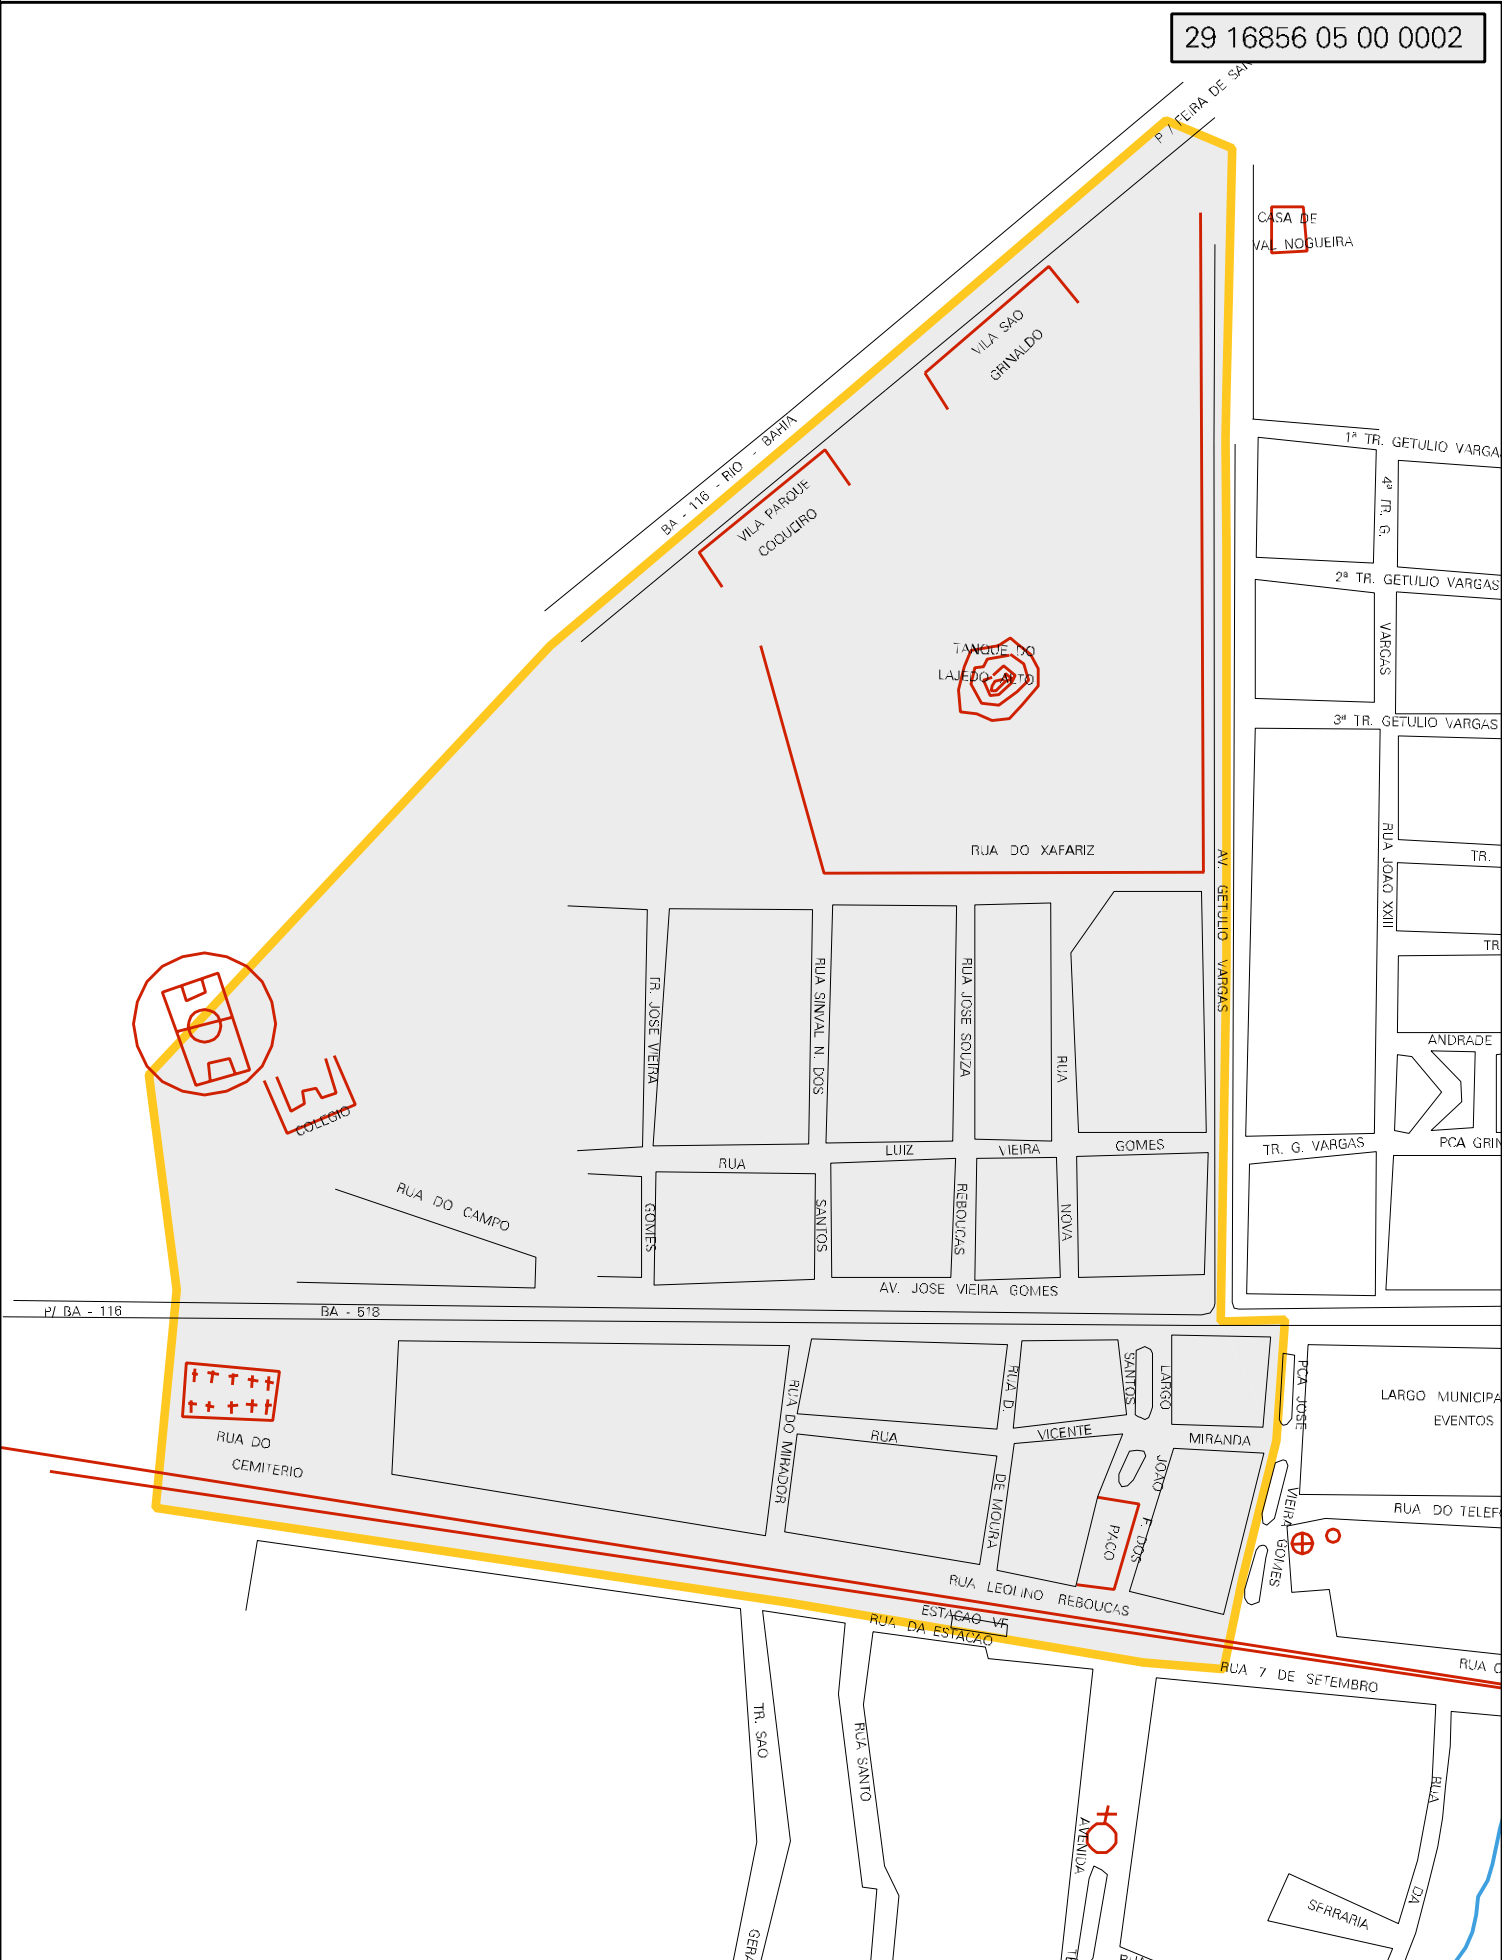 29 16856 05 00 0002
P / FEIRA DE
CASA DE
VAL NOGUEIRA
VILA SAO
GRINALDO
BA - 116 - RIO - BAHIA
1ª TR. GETULIO VARGA
4ª TR. G.
VILA PARQUE
COQUEIRO
2ª TR. GETULIO VARGAS
VARGAS
TANQUE DO
LAJEDO ALTO
3ª TR. GETULIO VARGAS
RUA DO XAFARIZ
AV. GETULIO VARGAS
RUA JOAO XXIII
TR.
TR
TR. JOSE VIEIRA
RUA SINVAL N. DOS
RUA JOSE SOUZA
RUA
ANDRADE
COLEGIO
RUA
LUIZ
VIEIRA
GOMES
TR. G. VARGAS
PCA GRIN
RUA DO CAMPO
GOMES
SANTOS
REBOUCAS
NOVA
AV. JOSE VIEIRA GOMES
P/ BA - 116
BA - 518
RUA DO MIRADOR
RUA D.
SANTOS
LARGO
PCA JOSE
LARGO MUNICIPA
EVENTOS
RUA DO
CEMITERIO
RUA
VICENTE
MIRANDA
DE MOURA
JOAO
PACO
F. DOS
VIEIRA
GOMES
RUA DO TELEF
RUA LEOLINO REBOUCAS
ESTACAO VF
RUA DA ESTACAO
RUA 7 DE SETEMBRO
RUA
TR. SAO
RUA SANTO
AVENIDA
RUA
DA
SERRARIA
GERA